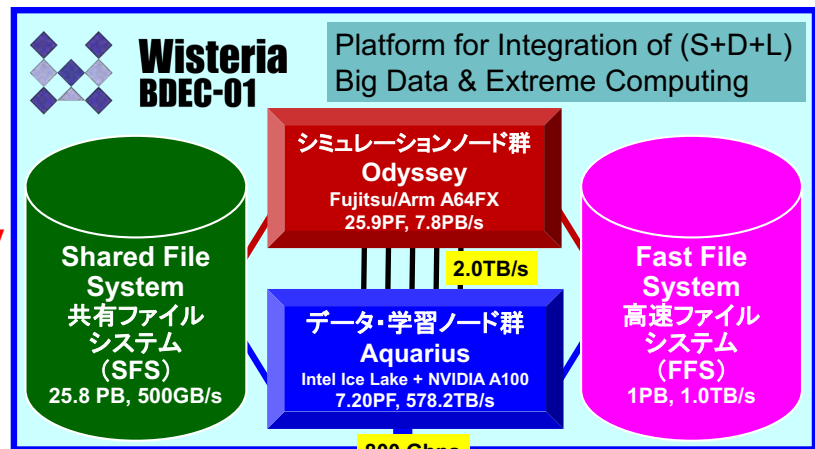 Wisteria
BDEC-01
Platform for Integration of (S+D+L)
Big Data & Extreme Computing
シミュレーションノード群
Odyssey
Fujitsu/Arm A64FX
25.9PF, 7.8PB/s
2.0TB/s
Shared File
System
共有ファイル
システム
（SFS）
25.8 PB, 500GB/s
データ・学習ノード群
Aquarius
Intel Ice Lake + NVIDIA A100
7.20PF, 578.2TB/s
Fast File
System
高速ファイル
システム
（FFS）
1PB, 1.0TB/s
800 Gbps